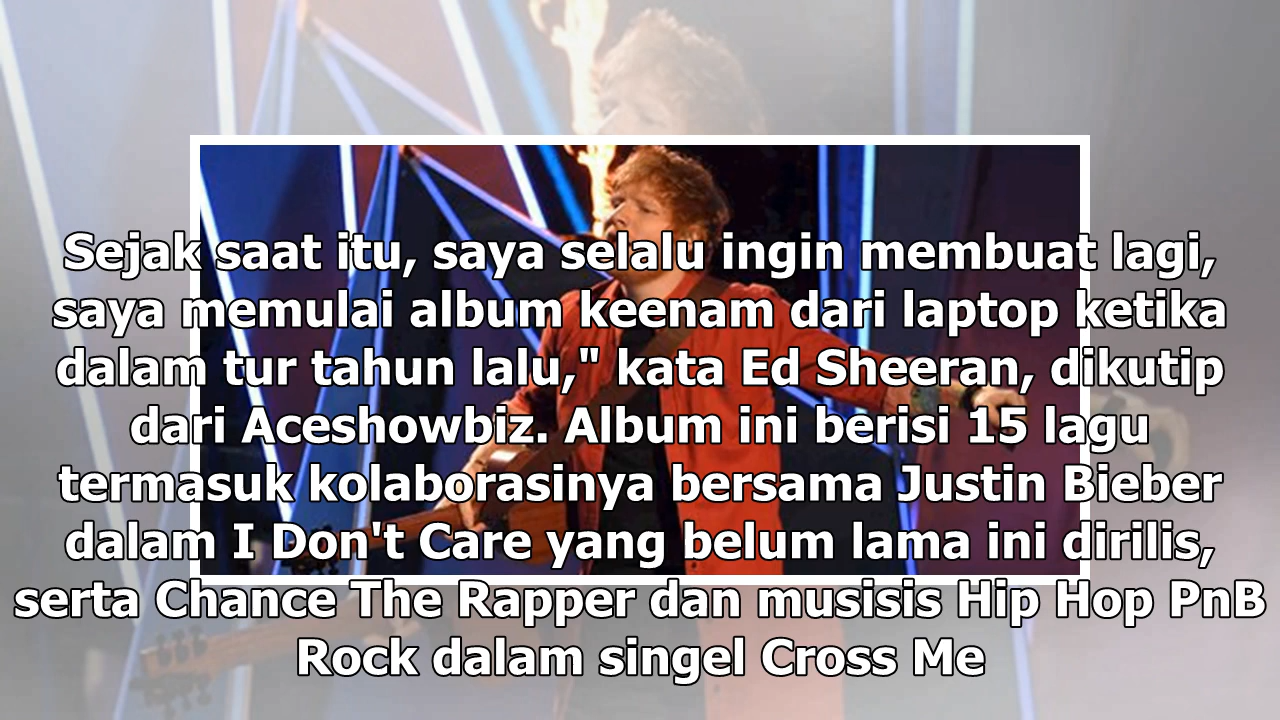 Sejak saat itu, saya selalu ingin membuat lagi,
saya memulai album keenam dari laptop ketika
dalam tur tahun lalu," kata Ed Sheeran, dikutip
dari Aceshowbiz. Album ini berisi 15 lagu
termasuk kolaborasinya bersama Justin Bieber
dalam I Don't Care yang belum lama ini dirilis,
serta Chance The Rapper dan musisis Hip Hop PnB
Rock dalam singel Cross Me